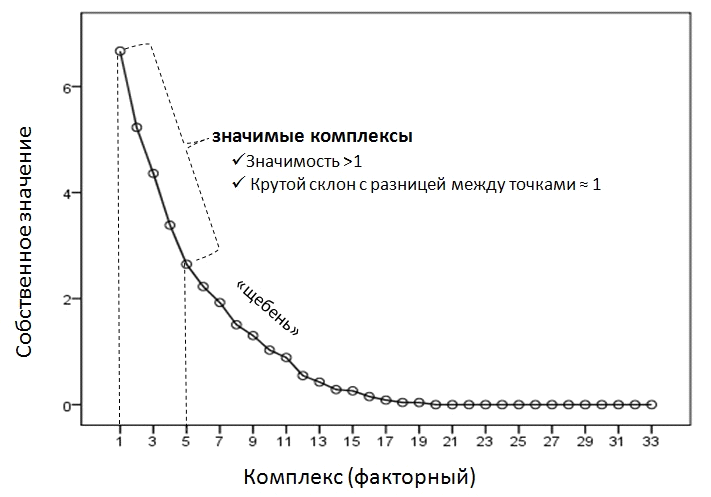 6
4
2
0
Собственное значение
значимые комплексы
✓ Значимость >1
✓ Крутой склон с разницей между точками ≈ 1
«щебень»
1 3 5 7 9 11 13 15 17 19 21 23 25 27 29 31 33
Комплекс (факторный)